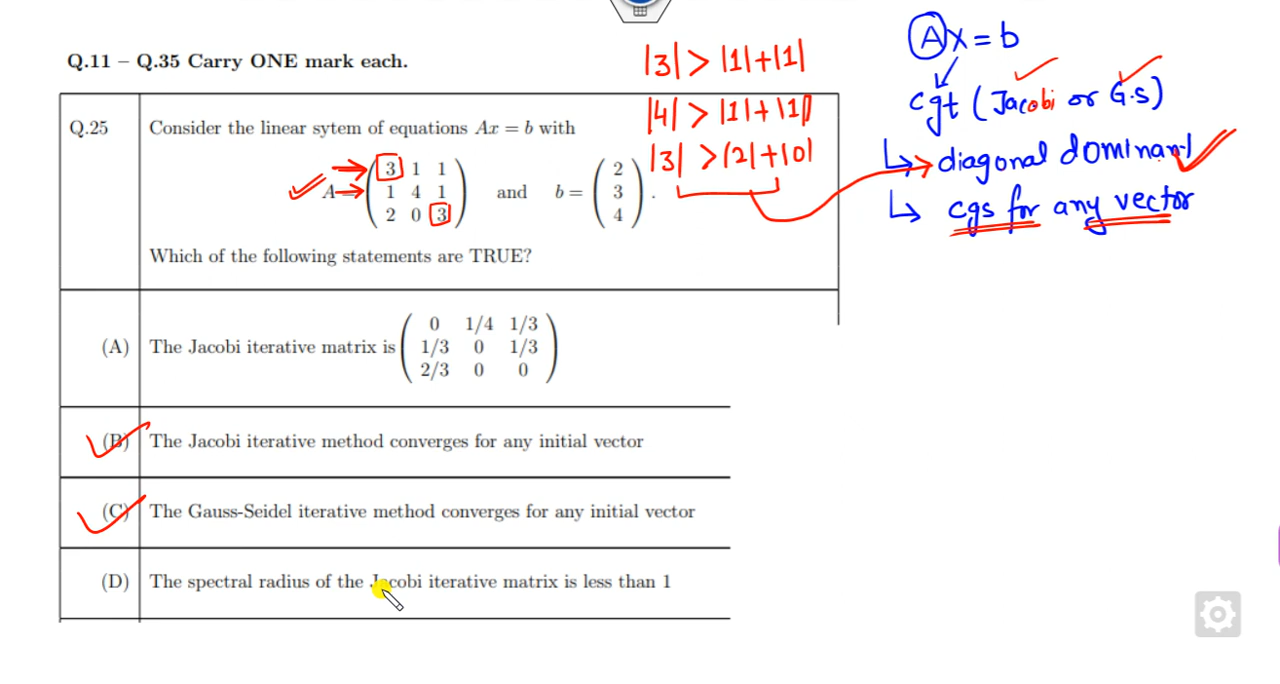 Q.11 – Q.35 Carry ONE mark each.
|3| > |1|+|1|
|4| > |1|+|1|
|3| > |2|+|0|
Ax = b
cgt (Jacobi or G.S)
diagonal dominant
cgs for any vector
Q.25
Consider the linear sytem of equations Ax = b with
A = ( 3 1 1
1 4 1
2 0 3 )
and b = ( 2
3
4 ) .
Which of the following statements are TRUE?
(A) The Jacobi iterative matrix is
( 0 1/4 1/3
1/3 0 1/3
2/3 0 0 )
(B) The Jacobi iterative method converges for any initial vector
(C) The Gauss-Seidel iterative method converges for any initial vector
(D) The spectral radius of the Jacobi iterative matrix is less than 1